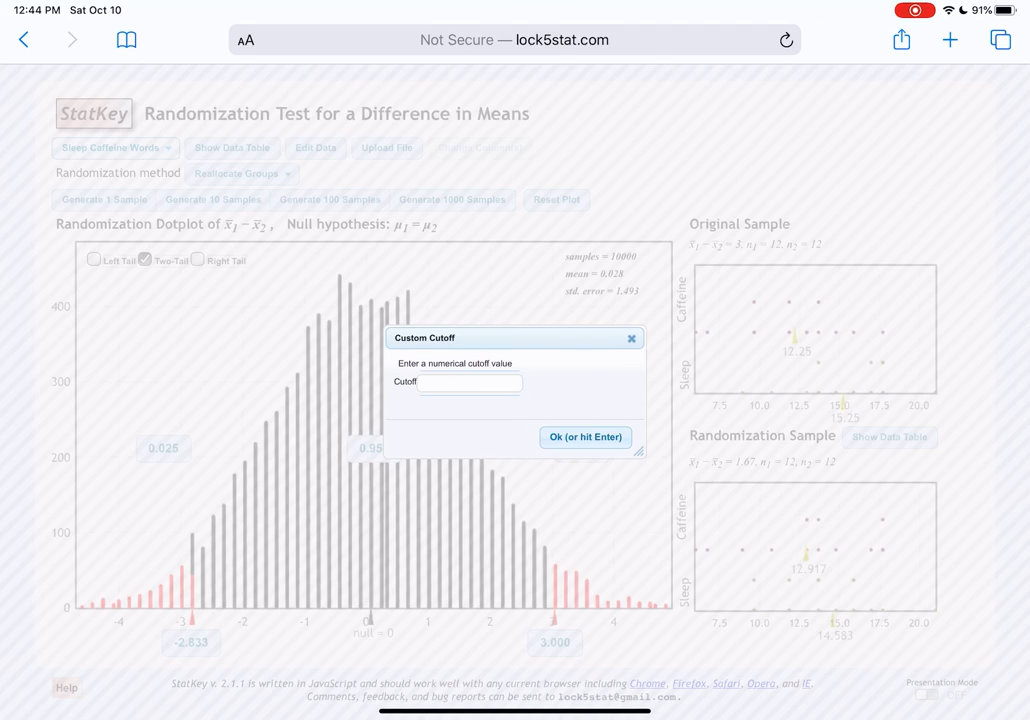 12:44 PM Sat Oct 10
91%
AA
Not Secure — lock5stat.com
StatKey Randomization Test for a Difference in Means
Sleep Caffeine Words Show Data Table Edit Data Upload File Change Column(s)
Randomization method Reallocate Groups
Generate 1 Sample Generate 10 Samples Generate 100 Samples Generate 1000 Samples Reset Plot
Randomization Dotplot of x̄1 − x̄2 , Null hypothesis: μ1 = μ2
Left Tail Two-Tail Right Tail
samples = 10000
mean = 0.028
std. error = 1.493
400
300
200
100
0
0.025
0.95
-4 -3 -2 -1 0 1 2 3 4
null = 0
-2.833
3.000
Custom Cutoff
Enter a numerical cutoff value
Cutoff
Ok (or hit Enter)
Original Sample
x̄1 − x̄2 = 3, n1 = 12, n2 = 12
Caffeine
Sleep
12.25
7.5 10.0 12.5 15.0 17.5 20.0
15.25
Randomization Sample Show Data Table
x̄1 − x̄2 = 1.67, n1 = 12, n2 = 12
Caffeine
Sleep
12.917
7.5 10.0 12.5 15.0 17.5 20.0
14.583
Help
StatKey v. 2.1.1 is written in JavaScript and should work well with any current browser including Chrome, Firefox, Safari, Opera, and IE.
Comments, feedback, and bug reports can be sent to lock5stat@gmail.com.
Presentation Mode
OFF